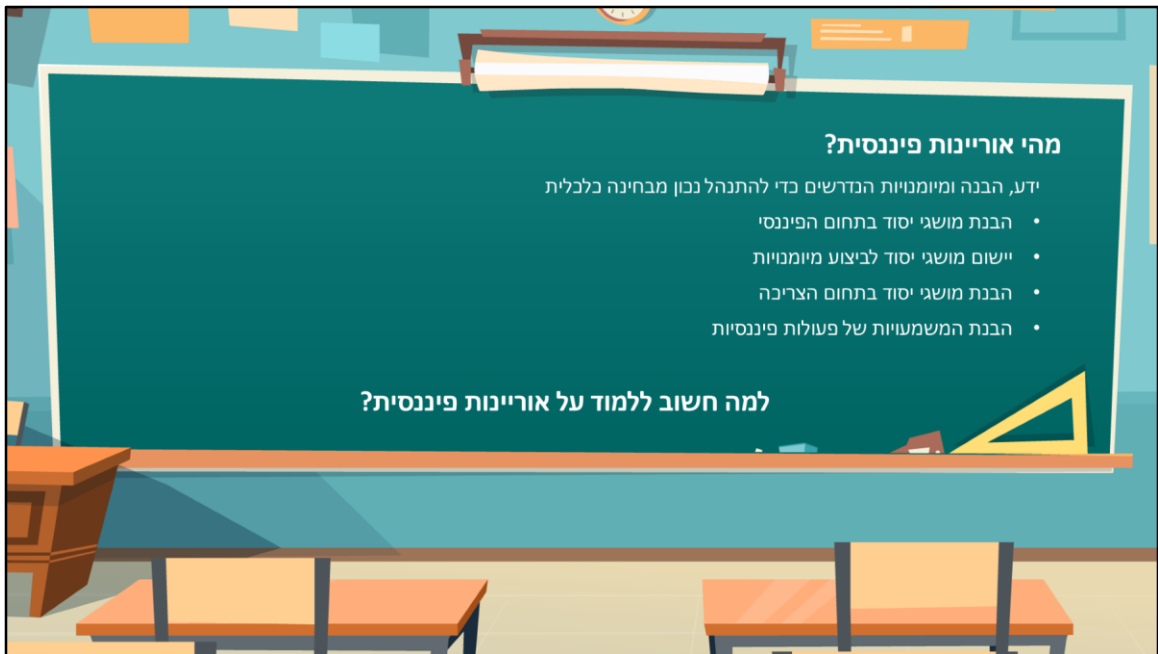 מהי אוריינות פיננסית?
ידע, הבנה ומיומנויות הנדרשים כדי להתנהל נכון מבחינה כלכלית
• הבנת מושגי יסוד בתחום הפיננסי
• יישום מושגי יסוד לביצוע מיומנויות
• הבנת מושגי יסוד בתחום הצריכה
• הבנת המשמעויות של פעולות פיננסיות
למה חשוב ללמוד על אוריינות פיננסית?